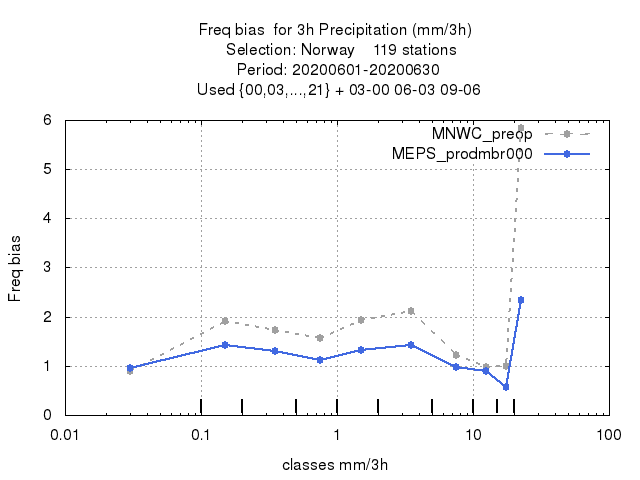 Freq bias  for 3h Precipitation (mm/3h)
Selection: Norway    119 stations
Period: 20200601-20200630
Used {00,03,...,21} + 03-00 06-03 09-06
MNWC_preop
MEPS_prodmbr000
Freq bias
6
5
4
3
2
1
0
0.01 0.1 1 10 100
classes mm/3h